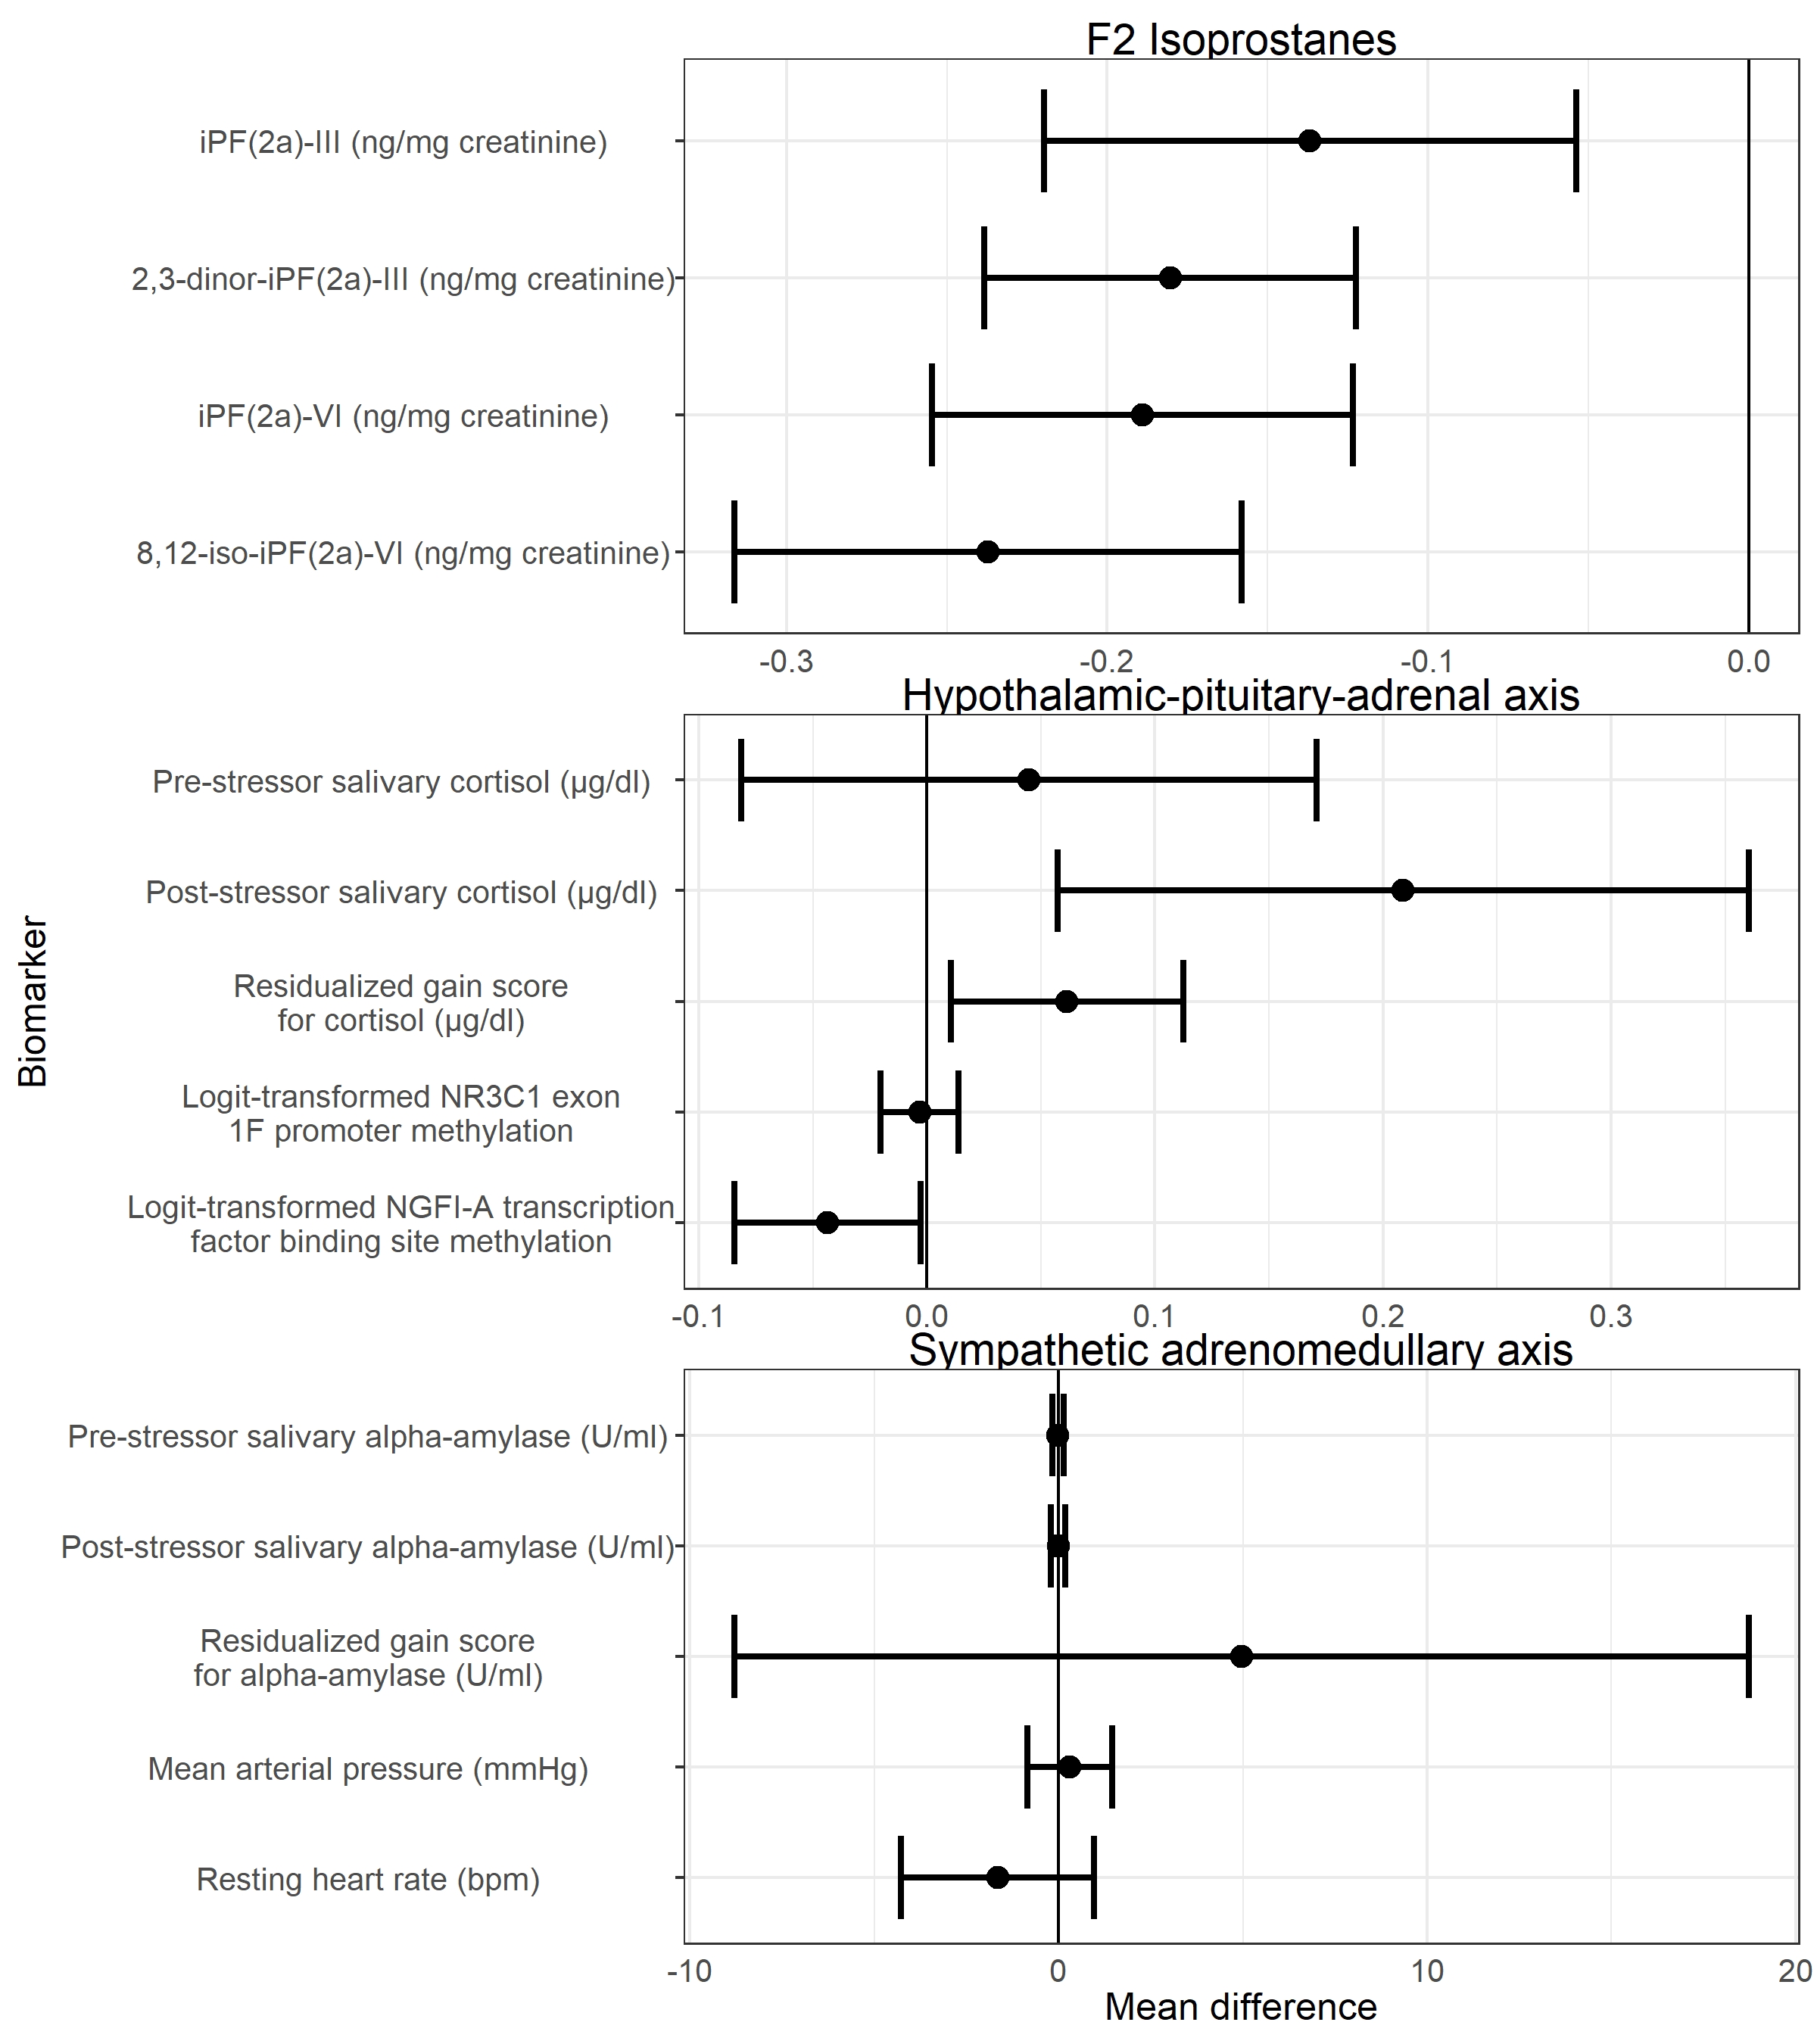 F2 Isoprostanes
iPF(2a)-III (ng/mg creatinine)
2,3-dinor-iPF(2a)-III (ng/mg creatinine)
iPF(2a)-VI (ng/mg creatinine)
8,12-iso-iPF(2a)-VI (ng/mg creatinine)
-0.3 -0.2 -0.1 0.0
Hypothalamic-pituitary-adrenal axis
Pre-stressor salivary cortisol (µg/dl)
Post-stressor salivary cortisol (µg/dl)
Residualized gain score
for cortisol (µg/dl)
Logit-transformed NR3C1 exon
1F promoter methylation
Logit-transformed NGFI-A transcription
factor binding site methylation
-0.1 0.0 0.1 0.2 0.3
Biomarker
Sympathetic adrenomedullary axis
Pre-stressor salivary alpha-amylase (U/ml)
Post-stressor salivary alpha-amylase (U/ml)
Residualized gain score
for alpha-amylase (U/ml)
Mean arterial pressure (mmHg)
Resting heart rate (bpm)
-10 0 10 20
Mean difference